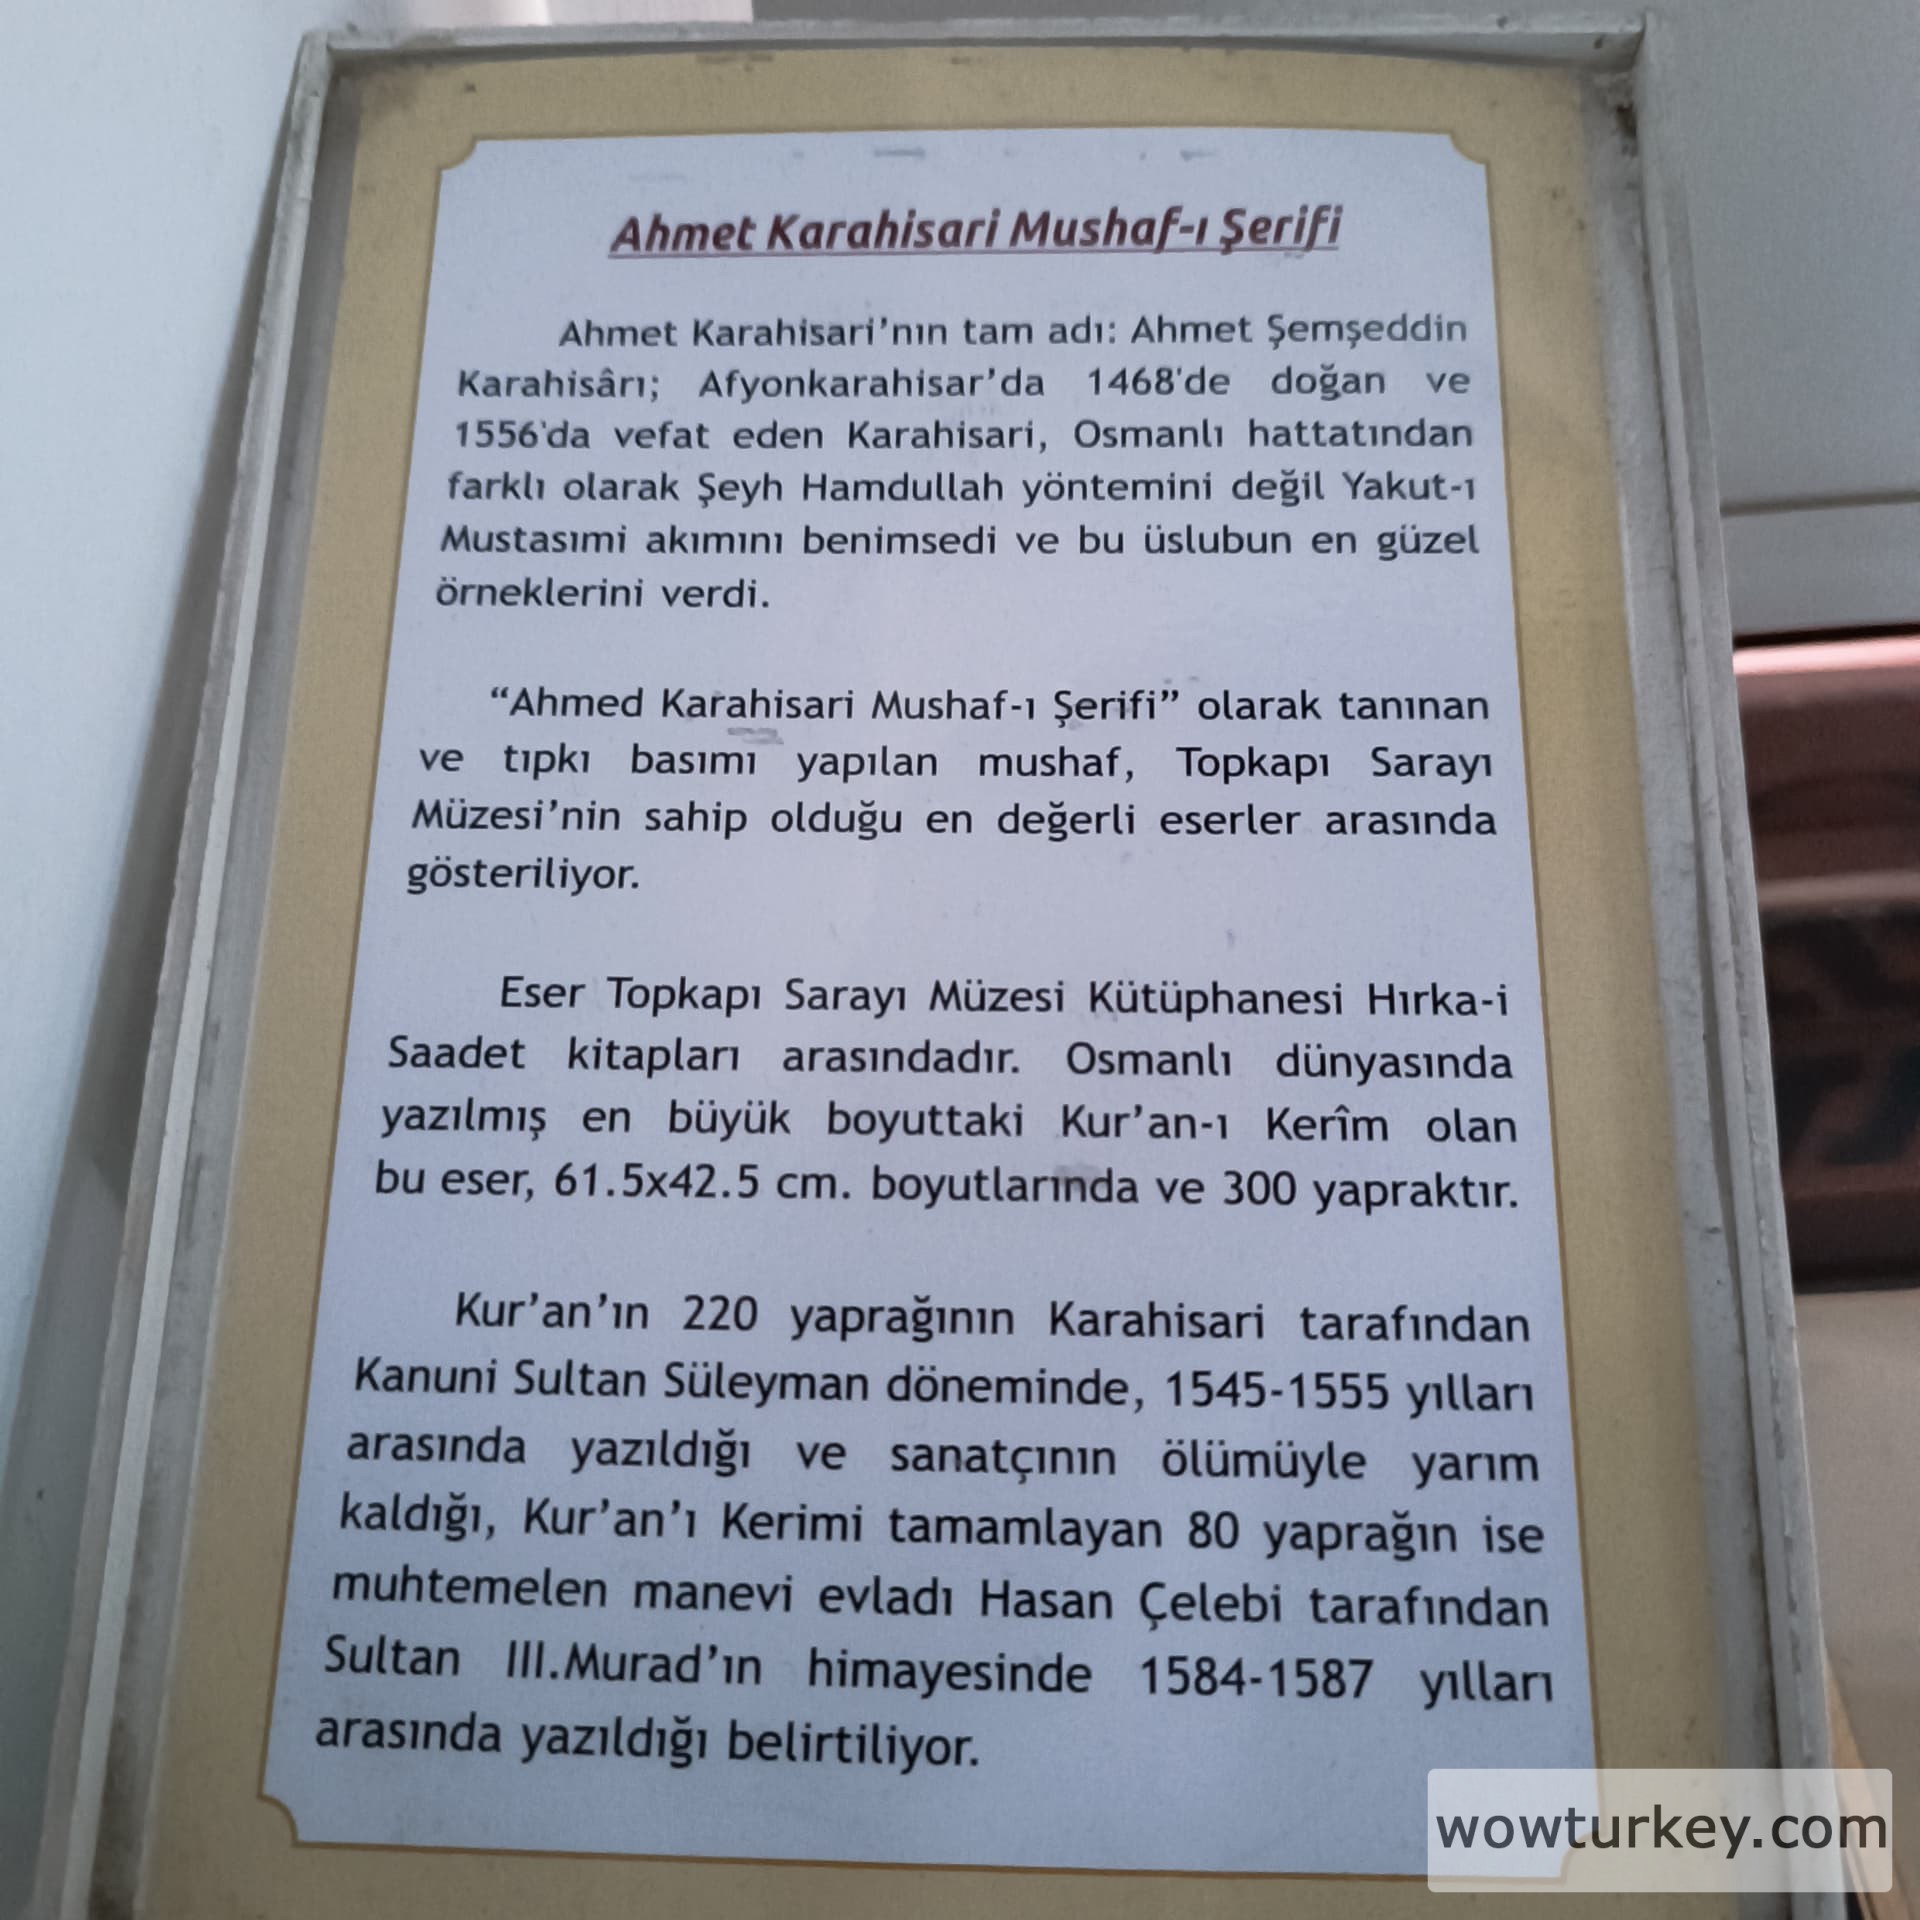 Ahmet Karahisari Mushaf-ı Şerifi
Ahmet Karahisari’nın tam adı: Ahmet Şemşeddin
Karahisârı; Afyonkarahisar’da 1468'de doğan ve
1556'da vefat eden Karahisari, Osmanlı hattatından
farklı olarak Şeyh Hamdullah yöntemini değil Yakut-ı
Mustasımi akımını benimsedi ve bu üslubun en güzel
örneklerini verdi.
“Ahmed Karahisari Mushaf-ı Şerifi” olarak tanınan
ve tıpkı basımı yapılan mushaf, Topkapı Sarayı
Müzesi’nin sahip olduğu en değerli eserler arasında
gösteriliyor.
Eser Topkapı Sarayı Müzesi Kütüphanesi Hırka-i
Saadet kitapları arasındadır. Osmanlı dünyasında
yazılmış en büyük boyuttaki Kur’an-ı Kerîm olan
bu eser, 61.5x42.5 cm. boyutlarında ve 300 yapraktır.
Kur’an’ın 220 yaprağının Karahisari tarafından
Kanuni Sultan Süleyman döneminde, 1545-1555 yılları
arasında yazıldığı ve sanatçının ölümüyle yarım
kaldığı, Kur’an’ı Kerimi tamamlayan 80 yaprağın ise
muhtemelen manevi evladı Hasan Çelebi tarafından
Sultan III.Murad’ın himayesinde 1584-1587 yılları
arasında yazıldığı belirtiliyor.
wowturkey.com